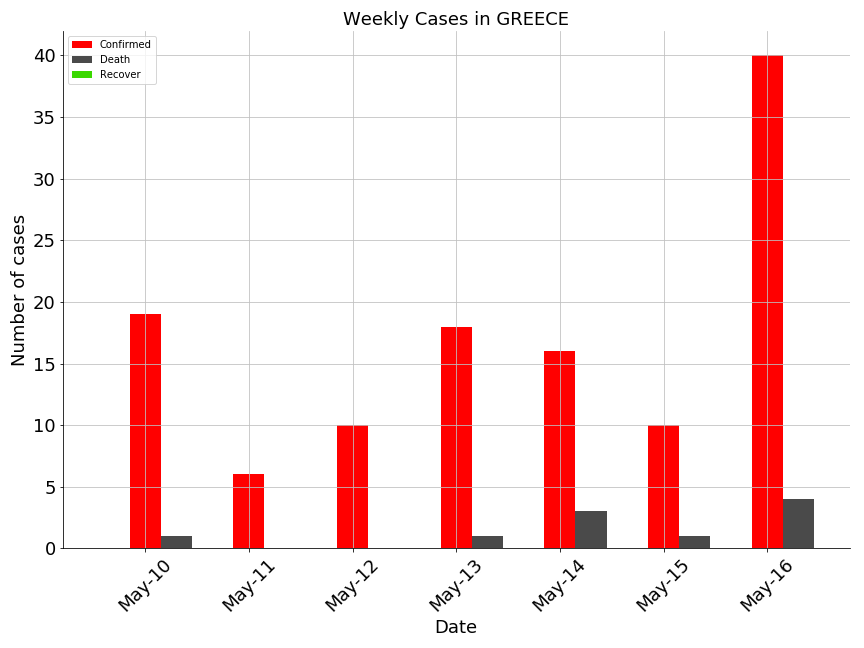 Weekly Cases in GREECE
Confirmed
Death
Recover
Number of cases
40
35
30
25
20
15
10
5
0
May-10
May-11
May-12
May-13
May-14
May-15
May-16
Date